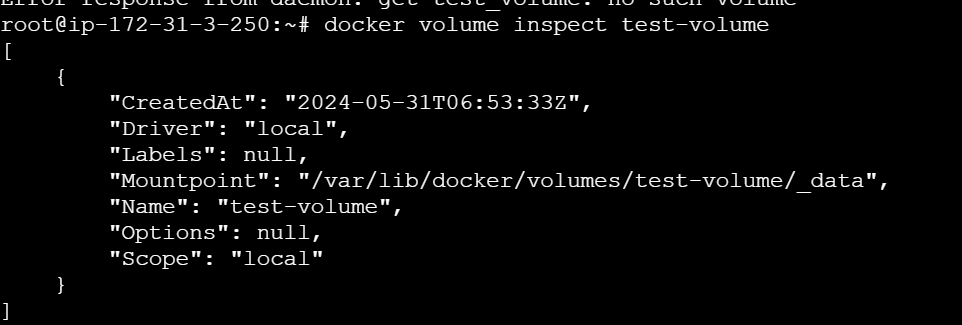 Error response from daemon: get test_volume: no such volume
root@ip-172-31-3-250:~# docker volume inspect test-volume
[
    {
        "CreatedAt": "2024-05-31T06:53:33Z",
        "Driver": "local",
        "Labels": null,
        "Mountpoint": "/var/lib/docker/volumes/test-volume/_data",
        "Name": "test-volume",
        "Options": null,
        "Scope": "local"
    }
]